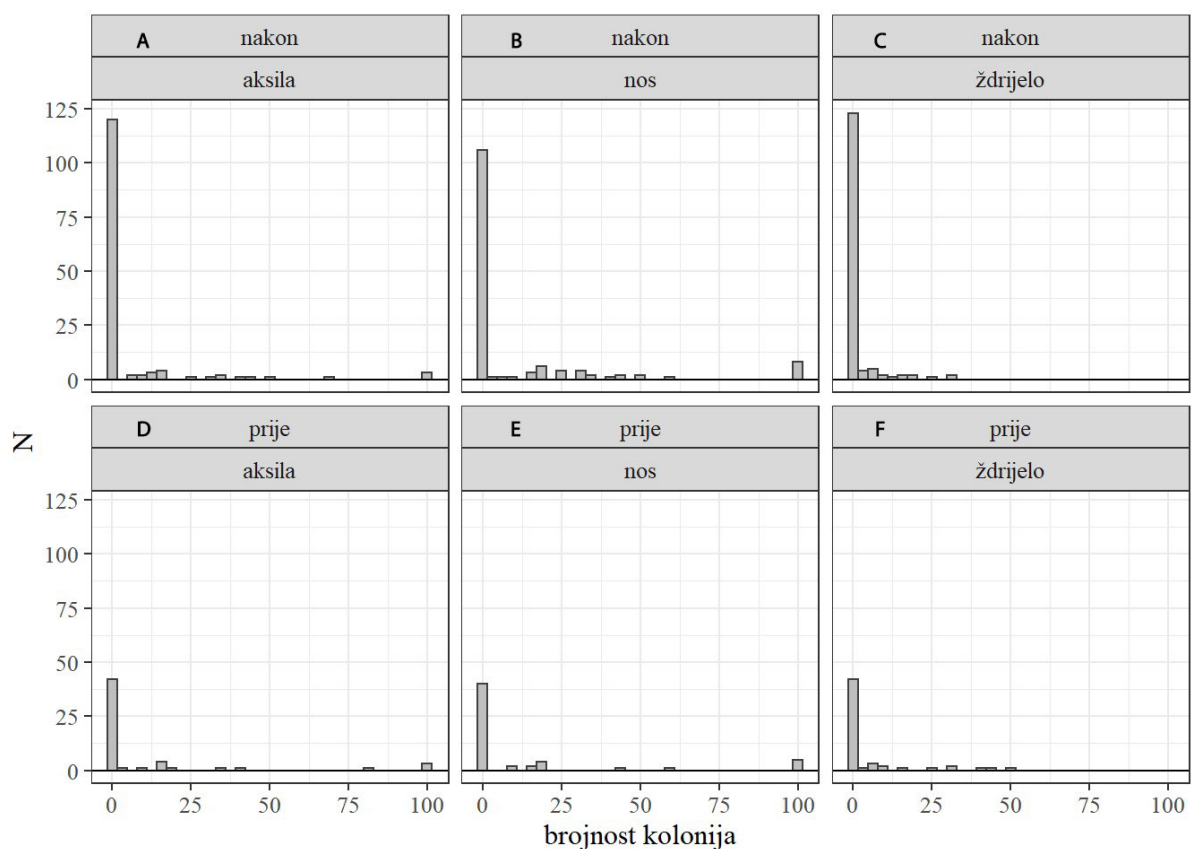 A nakon B nakon C nakon
aksila nos ždrijelo
125
100
75
50
25
0
D prije E prije F prije
aksila nos ždrijelo
125
100
75
50
25
0
N
0 25 50 75 100 0 25 50 75 100 0 25 50 75 100
brojnost kolonija